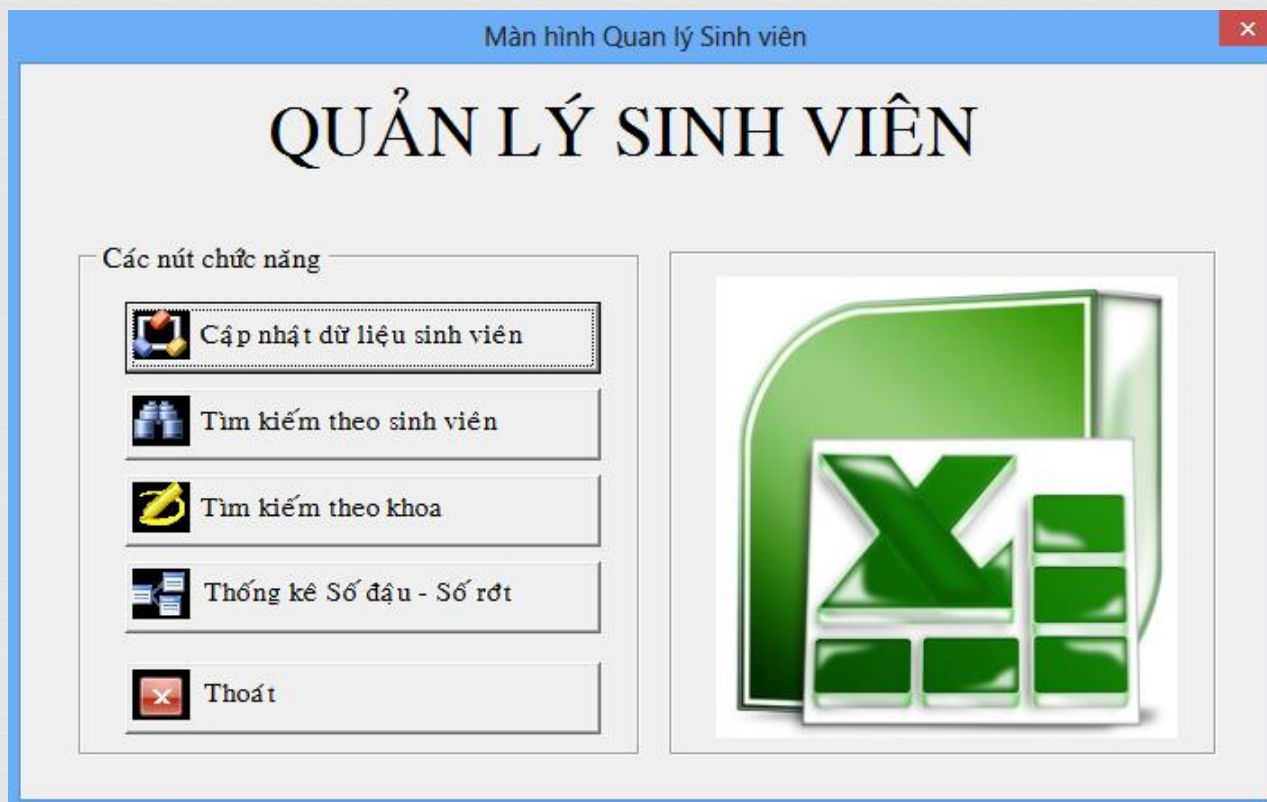 Màn hình Quan lý Sinh viên
QUẢN LÝ SINH VIÊN
Các nút chức năng
Cập nhật dữ liệu sinh viên
Tìm kiếm theo sinh viên
Tìm kiếm theo khoa
Thống kê Số đậu - Số rớt
Thoát